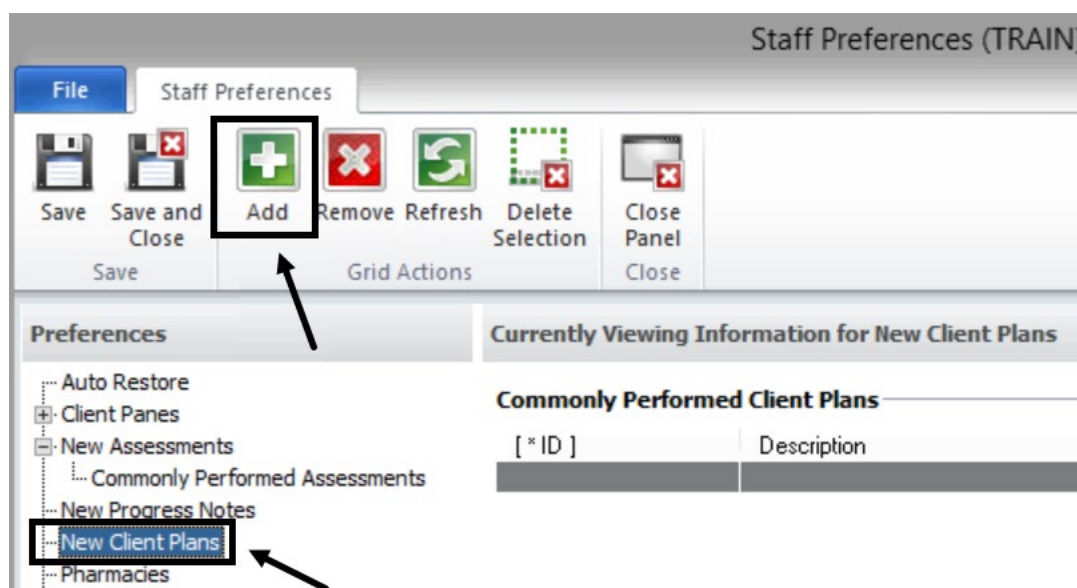 Staff Preferences (TRAIN)
File
Staff Preferences
Save
Save and Close
Add
Remove
Refresh
Delete Selection
Close Panel
Save
Grid Actions
Close
Preferences
Currently Viewing Information for New Client Plans
Auto Restore
Client Panes
New Assessments
Commonly Performed Assessments
New Progress Notes
New Client Plans
Pharmacies
Commonly Performed Client Plans
[ * ID ]
Description